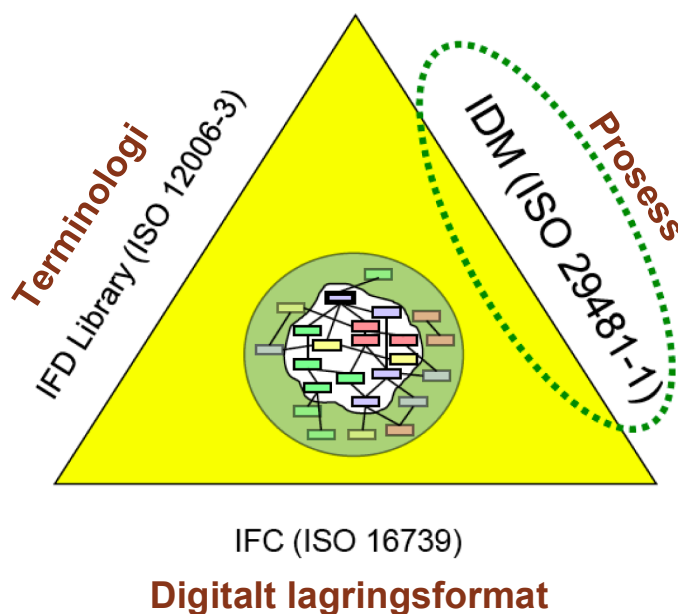 Terminologi
IFD Library (ISO 12006-3)
Prosess
IDM (ISO 29481-1)
IFC (ISO 16739)
Digitalt lagringsformat